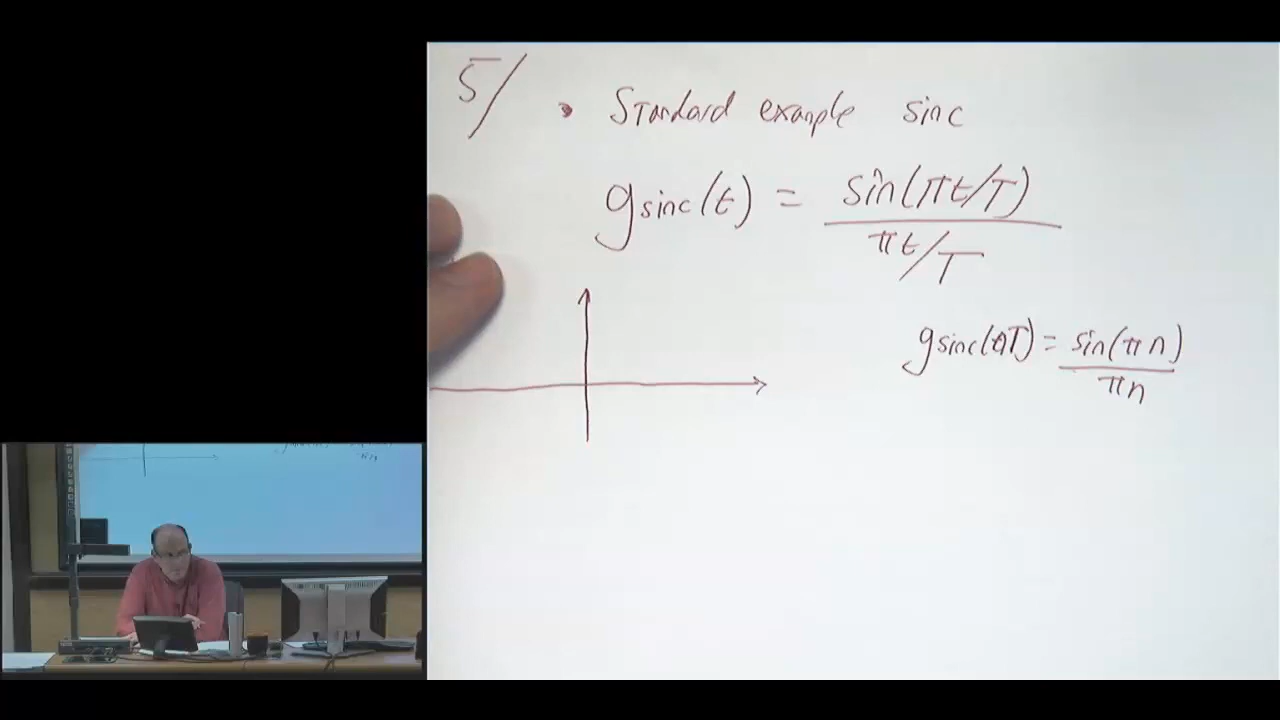 5/
• Standard example sinc
gsinc(t) = sin(πt/T) / πt/T
gsinc(nT) = sin(πn) / πn